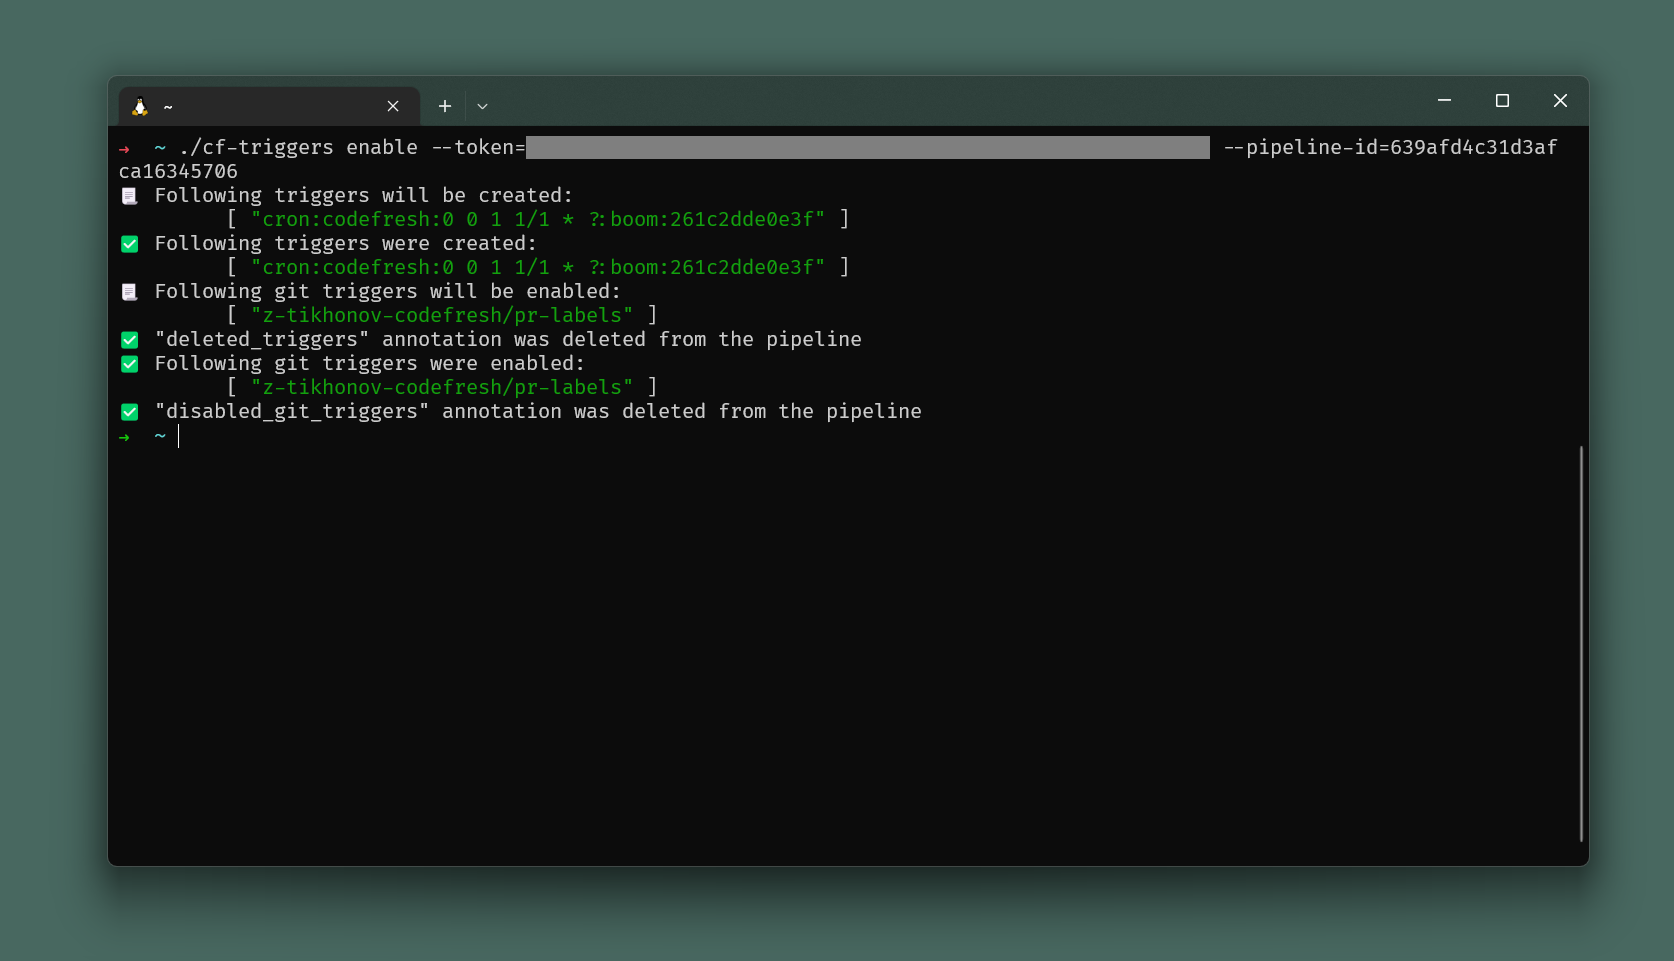 ~
→ ~ ./cf-triggers enable --token= --pipeline-id=639afd4c31d3af
ca16345706
Following triggers will be created:
[ "cron:codefresh:0 0 1 1/1 * ?:boom:261c2dde0e3f" ]
Following triggers were created:
[ "cron:codefresh:0 0 1 1/1 * ?:boom:261c2dde0e3f" ]
Following git triggers will be enabled:
[ "z-tikhonov-codefresh/pr-labels" ]
"deleted_triggers" annotation was deleted from the pipeline
Following git triggers were enabled:
[ "z-tikhonov-codefresh/pr-labels" ]
"disabled_git_triggers" annotation was deleted from the pipeline
→ ~